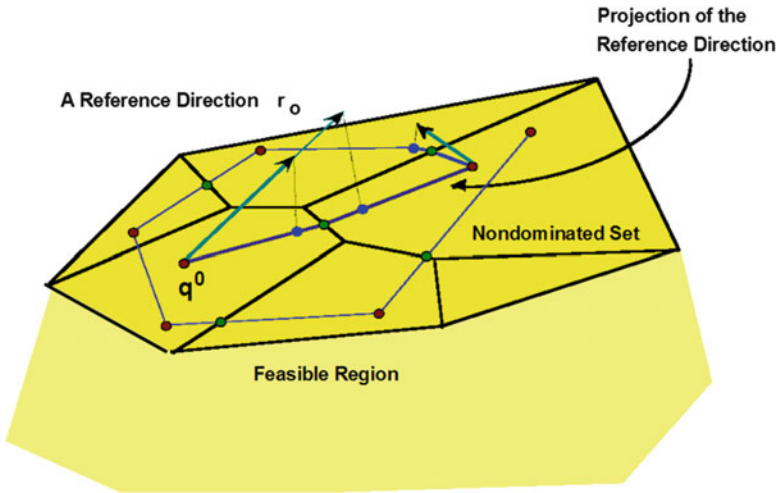 Projection of the
Reference Direction
A Reference Direction r o
Nondominated Set
q0
Feasible Region